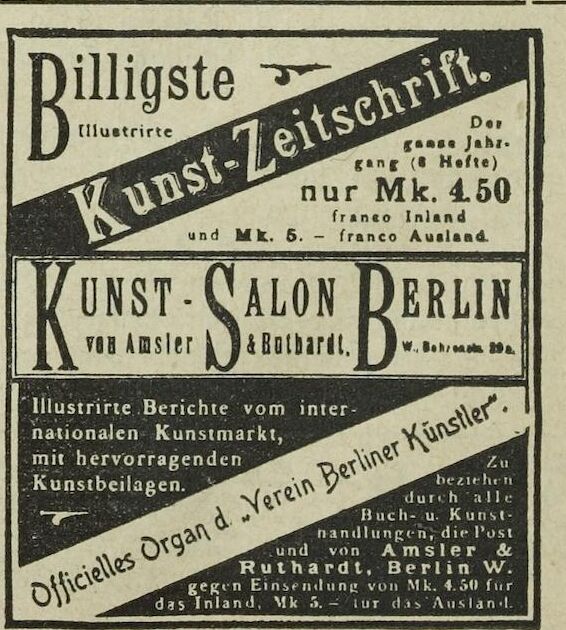 Billigste
Illustrirte
Kunst-Zeitschrift.
Der
ganze Jahr-
gang (8 Hefte)
nur Mk. 4.50
franco Inland
und Mk. 5. – franco Ausland.
KUNST-SALON BERLIN
von Amsler & Ruthardt, W., Behrenstr. 29a.
Illustrirte Berichte vom inter-
nationalen Kunstmarkt,
mit hervorragenden
Kunstbeilagen.
Officielles Organ d. „Verein Berliner Künstler“.
Zu
beziehen
durch alle
Buch- u. Kunst-
handlungen, die Post
und von Amsler &
Ruthardt, Berlin W.
gegen Einsendung von Mk. 4.50 für
das Inland, Mk 5. – für das Ausland.